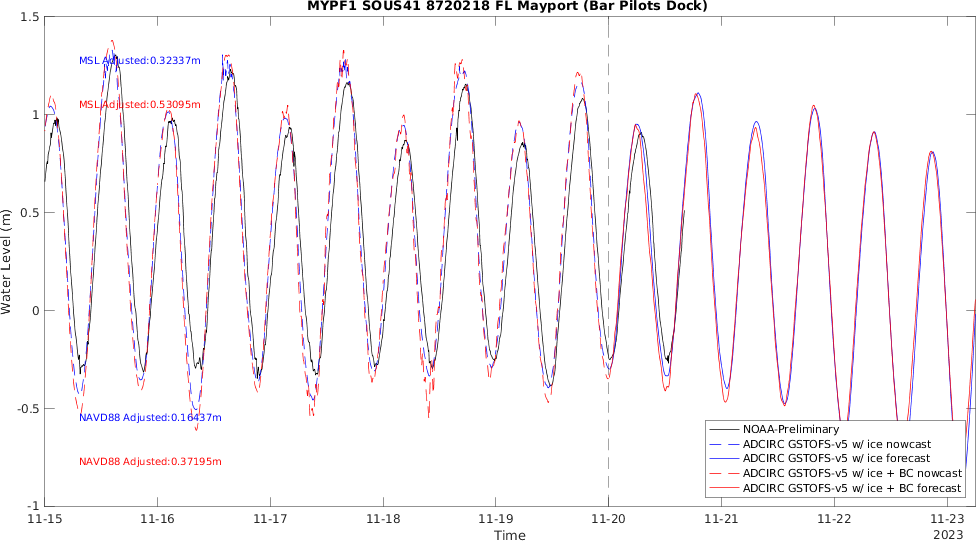 MYPF1 SOUS41 8720218 FL Mayport (Bar Pilots Dock)
1.5
1
0.5
0
-0.5
-1
Water Level (m)
MSL Adjusted:0.32337m
MSL Adjusted:0.53095m
NAVD88 Adjusted:0.16437m
NAVD88 Adjusted:0.37195m
NOAA-Preliminary
ADCIRC GSTOFS-v5 w/ ice nowcast
ADCIRC GSTOFS-v5 w/ ice forecast
ADCIRC GSTOFS-v5 w/ ice + BC nowcast
ADCIRC GSTOFS-v5 w/ ice + BC forecast
11-15 11-16 11-17 11-18 11-19 11-20 11-21 11-22 11-23
Time
2023